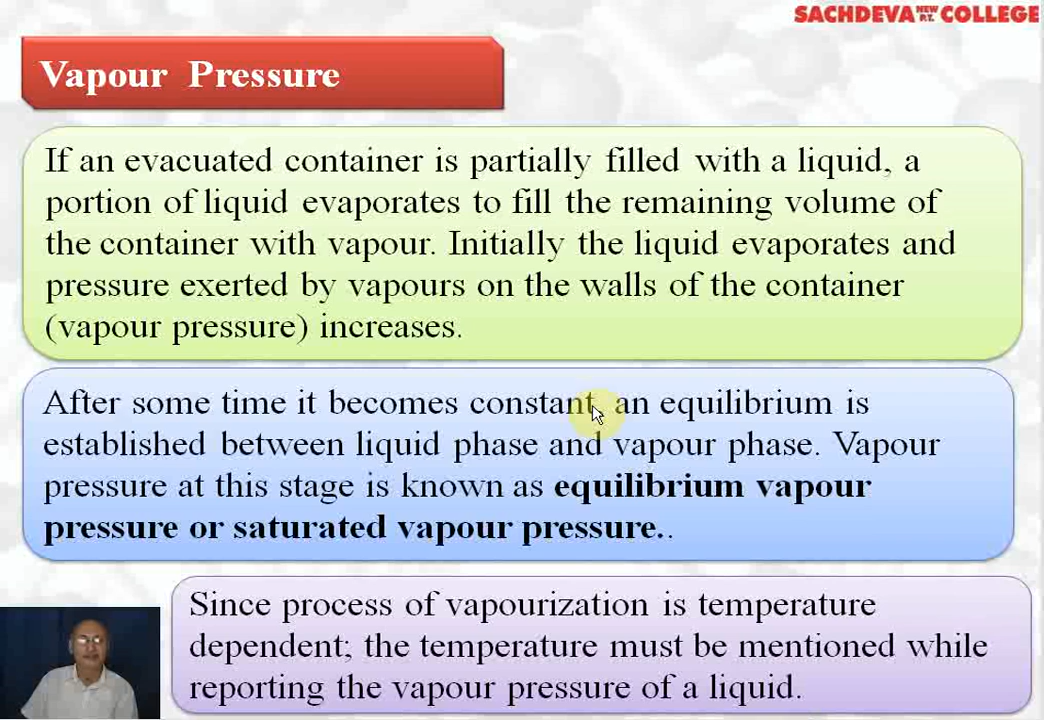 SACHDEVA NEW P.T. COLLEGE
Vapour Pressure
If an evacuated container is partially filled with a liquid, a
portion of liquid evaporates to fill the remaining volume of
the container with vapour. Initially the liquid evaporates and
pressure exerted by vapours on the walls of the container
(vapour pressure) increases.
After some time it becomes constant, an equilibrium is
established between liquid phase and vapour phase. Vapour
pressure at this stage is known as equilibrium vapour
pressure or saturated vapour pressure..
Since process of vapourization is temperature
dependent; the temperature must be mentioned while
reporting the vapour pressure of a liquid.